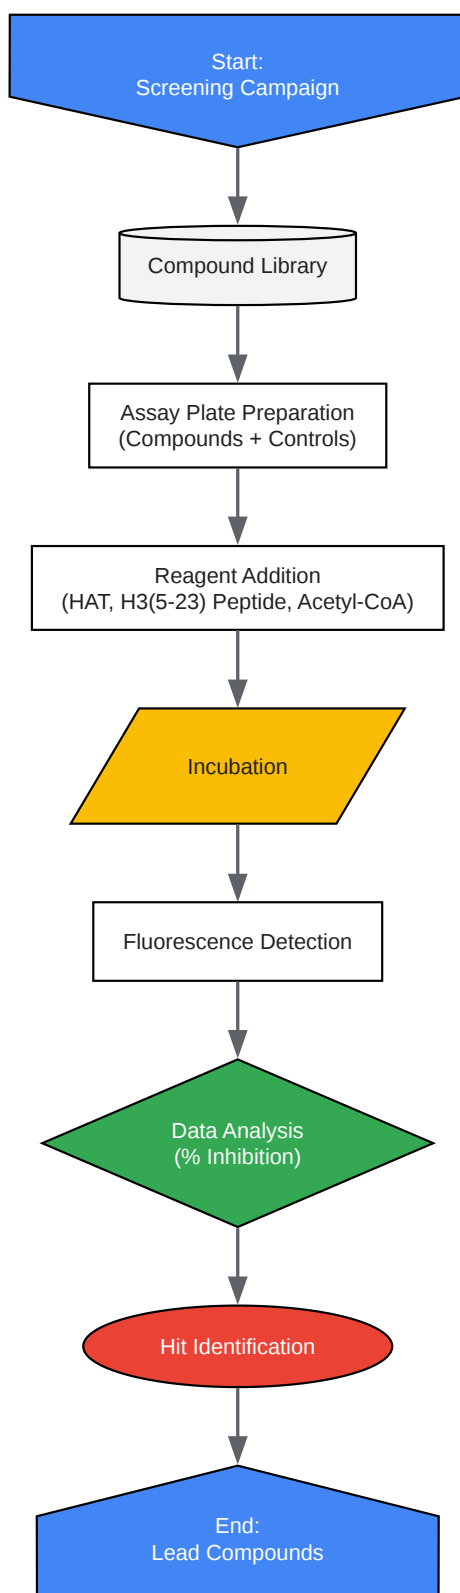 Start:
Screening Campaign
Compound Library
Assay Plate Preparation
(Compounds + Controls)
Reagent Addition
(HAT, H3(5-23) Peptide, Acetyl-CoA)
Incubation
Fluorescence Detection
Data Analysis
(% Inhibition)
Hit Identification
End:
Lead Compounds